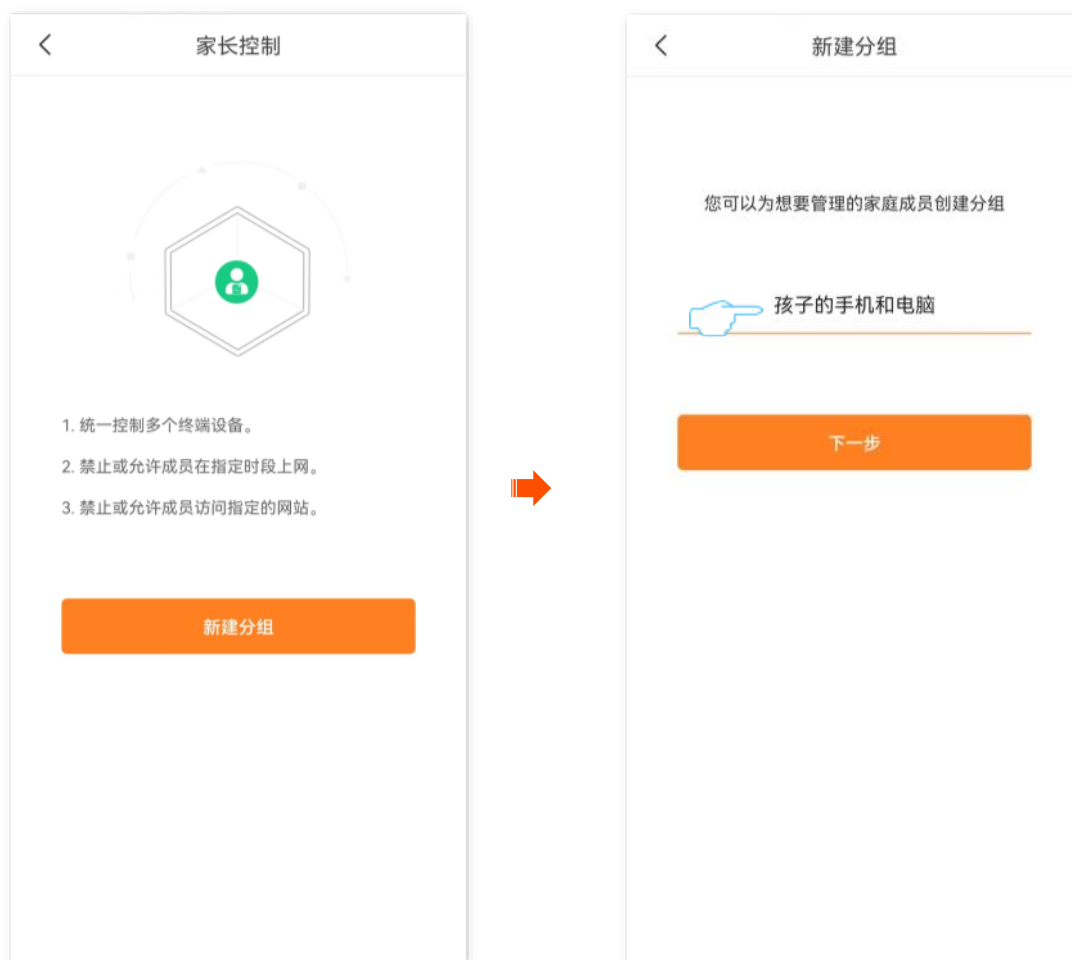 家长控制
1. 统一控制多个终端设备。
2. 禁止或允许成员在指定时段上网。
3. 禁止或允许成员访问指定的网站。
新建分组
新建分组
您可以为想要管理的家庭成员创建分组
孩子的手机和电脑
下一步